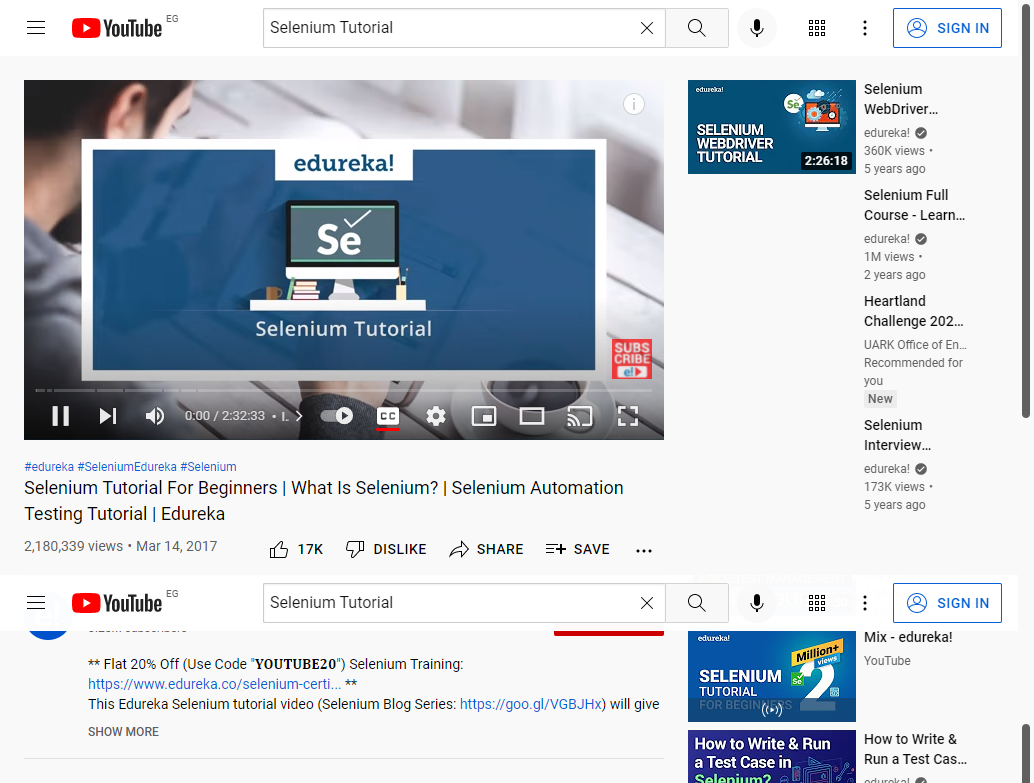 YouTube EG
Selenium Tutorial
SIGN IN
edureka!
Se
Selenium Tutorial
SUBS
CRIBE
e!
0:00 / 2:32:33 • I..
CC
#edureka #SeleniumEdureka #Selenium
Selenium Tutorial For Beginners | What Is Selenium? | Selenium Automation
Testing Tutorial | Edureka
2,180,339 views • Mar 14, 2017
17K
DISLIKE
SHARE
SAVE
edureka!
Se
SELENIUM
WEBDRIVER
TUTORIAL
2:26:18
Selenium
WebDriver…
edureka!
360K views •
5 years ago
Selenium Full
Course - Learn…
edureka!
1M views •
2 years ago
Heartland
Challenge 202…
UARK Office of En…
Recommended for
you
New
Selenium
Interview…
edureka!
173K views •
5 years ago
YouTube EG
Selenium Tutorial
SIGN IN
** Flat 20% Off (Use Code "𝐘𝐎𝐔𝐓𝐔𝐁𝐄𝟐𝟎") Selenium Training:
https://www.edureka.co/selenium-certi... **
This Edureka Selenium tutorial video (Selenium Blog Series: https://goo.gl/VGBJHx) will give
SHOW MORE
edureka!
Million+
views
SELENIUM
TUTORIAL
FOR BEGINNERS
Se
2
Mix - edureka!
YouTube
How to Write & Run
a Test Case in
Selenium?
How to Write &
Run a Test Cas…
edureka!